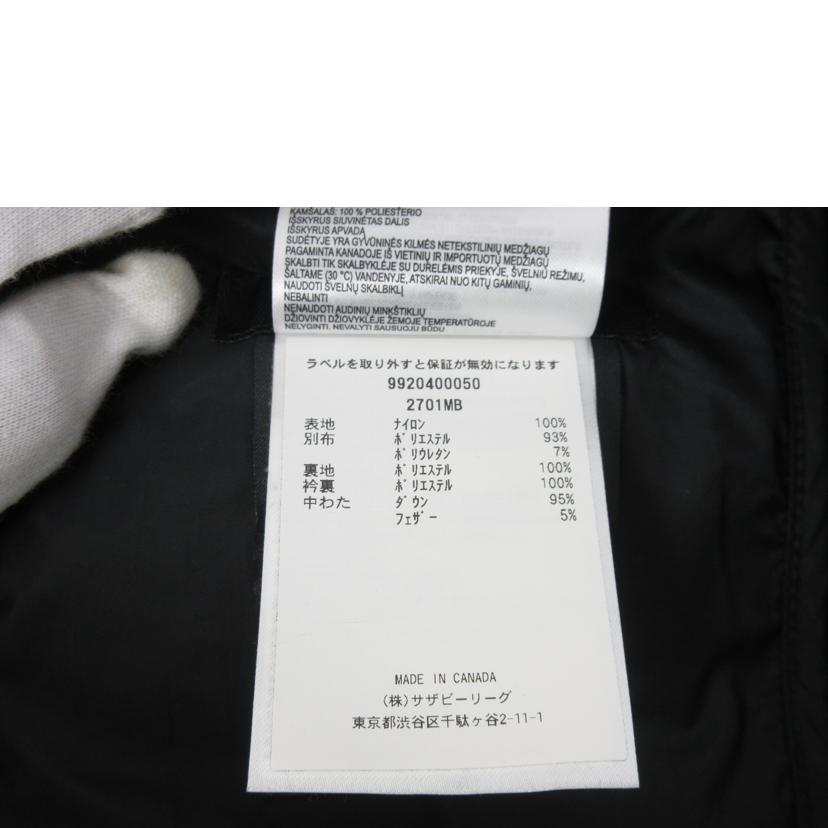 KAMŠALAS: 100 % POLIESTERIO
IŠSKYRUS SIUVINĖTAS DALIS
IŠSKYRUS APVADĄ
SUDĖTYJE YRA GYVŪNINĖS KILMĖS NETEKSTILINIŲ MEDŽIAGŲ
PAGAMINTA KANADOJE IŠ VIETINIŲ IR IMPORTUOTŲ MEDŽIAGŲ
SKALBTI TIK SKALBYKLĖJE SU DURELĖMIS PRIEKYJE, ŠVELNIU REŽIMU,
ŠALTAME (30 °C) VANDENYJE, ATSKIRAI NUO KITŲ GAMINIŲ,
NAUDOTI ŠVELNŲ SKALBIKLĮ
NEBALINTI
NENAUDOTI AUDINIŲ MINKŠTIKLIŲ
DŽIOVINTI DŽIOVYKLĖJE ŽEMOJE TEMPERATŪROJE
NELYGINTI. NEVALYTI SAUSUOJU BŪDU
ラベルを取り外すと保証が無効になります
9920400050
2701MB
表地 ﾅｲﾛﾝ 100%
別布 ﾎﾟﾘｴｽﾃﾙ 93%
ﾎﾟﾘｳﾚﾀﾝ 7%
裏地 ﾎﾟﾘｴｽﾃﾙ 100%
衿裏 ﾎﾟﾘｴｽﾃﾙ 100%
中わた ﾀﾞｳﾝ 95%
ﾌｪｻﾞｰ 5%
MADE IN CANADA
(株)サザビーリーグ
東京都渋谷区千駄ヶ谷2-11-1